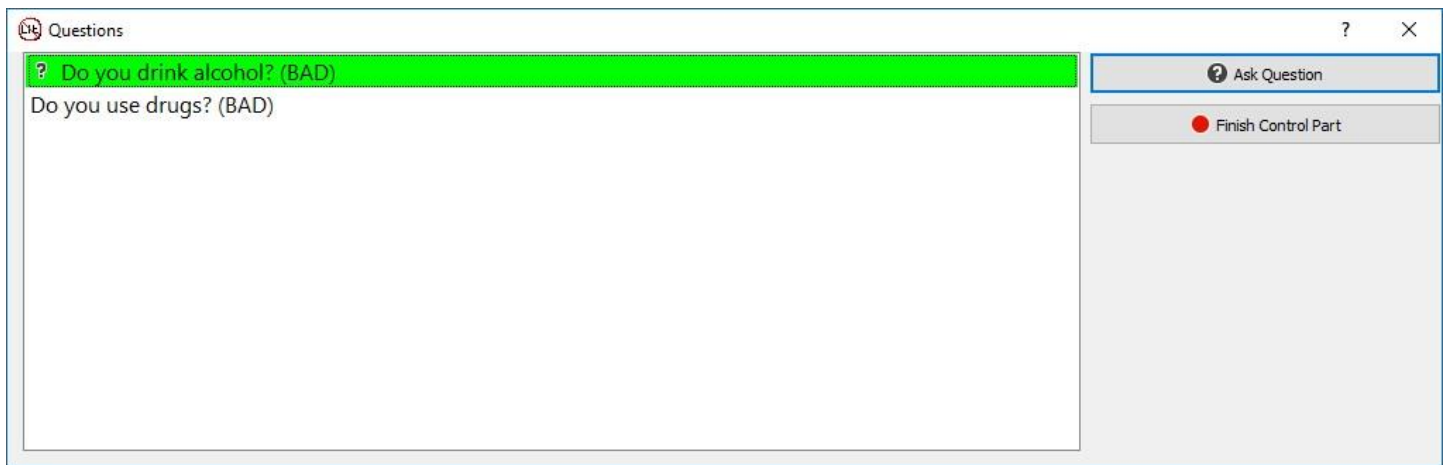 Questions
? Do you drink alcohol? (BAD)
Do you use drugs? (BAD)
Ask Question
Finish Control Part